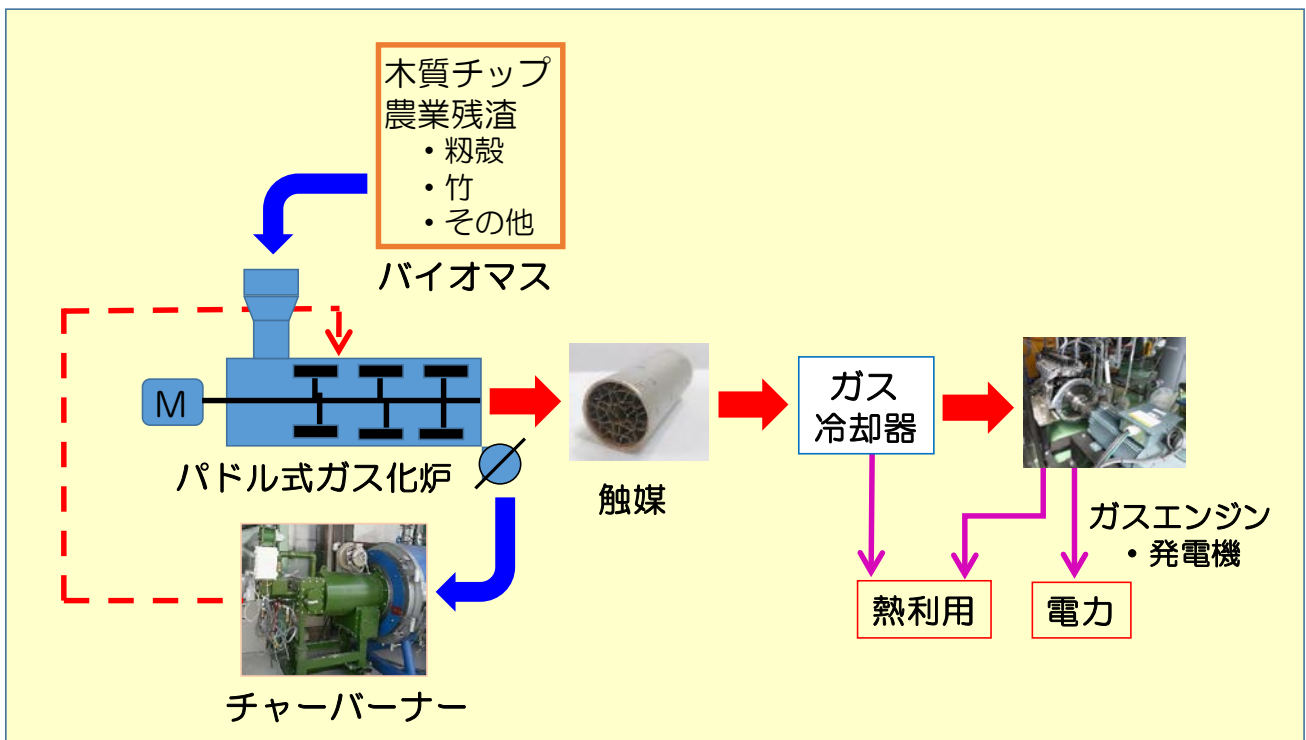 木質チップ
農業残渣
・籾殻
・竹
・その他
バイオマス
M
パドル式ガス化炉
触媒
ガス
冷却器
ガスエンジン
・発電機
熱利用
電力
チャーバーナー